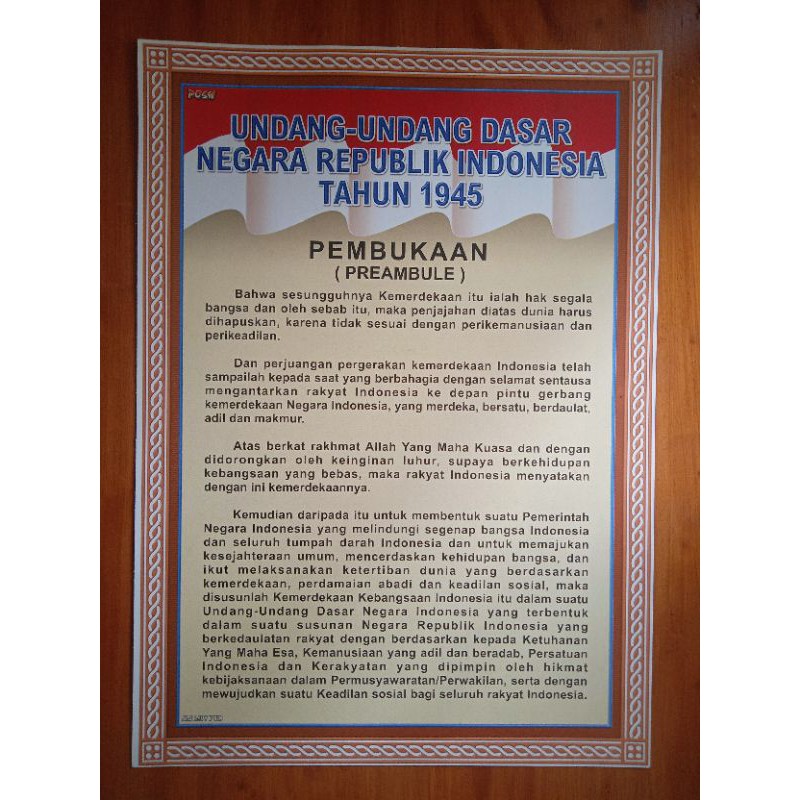 POSN
UNDANG-UNDANG DASAR
NEGARA REPUBLIK INDONESIA
TAHUN 1945
PEMBUKAAN
( PREAMBULE )
Bahwa sesungguhnya Kemerdekaan itu ialah hak segala
bangsa dan oleh sebab itu, maka penjajahan diatas dunia harus
dihapuskan, karena tidak sesuai dengan perikemanusiaan dan
perikeadilan.
Dan perjuangan pergerakan kemerdekaan Indonesia telah
sampailah kepada saat yang berbahagia dengan selamat sentausa
mengantarkan rakyat Indonesia ke depan pintu gerbang
kemerdekaan Negara Indonesia, yang merdeka, bersatu, berdaulat,
adil dan makmur.
Atas berkat rakhmat Allah Yang Maha Kuasa dan dengan
didorongkan oleh keinginan luhur, supaya berkehidupan
kebangsaan yang bebas, maka rakyat Indonesia menyatakan
dengan ini kemerdekaannya.
Kemudian daripada itu untuk membentuk suatu Pemerintah
Negara Indonesia yang melindungi segenap bangsa Indonesia
dan seluruh tumpah darah Indonesia dan untuk memajukan
kesejahteraan umum, mencerdaskan kehidupan bangsa, dan
ikut melaksanakan ketertiban dunia yang berdasarkan
kemerdekaan, perdamaian abadi dan keadilan sosial, maka
disusunlah Kemerdekaan Kebangsaan Indonesia itu dalam suatu
Undang-Undang Dasar Negara Indonesia yang terbentuk
dalam suatu susunan Negara Republik Indonesia yang
berkedaulatan rakyat dengan berdasarkan kepada Ketuhanan
Yang Maha Esa, Kemanusiaan yang adil dan beradab, Persatuan
Indonesia dan Kerakyatan yang dipimpin oleh hikmat
kebijaksanaan dalam Permusyawaratan/Perwakilan, serta dengan
mewujudkan suatu Keadilan sosial bagi seluruh rakyat Indonesia.